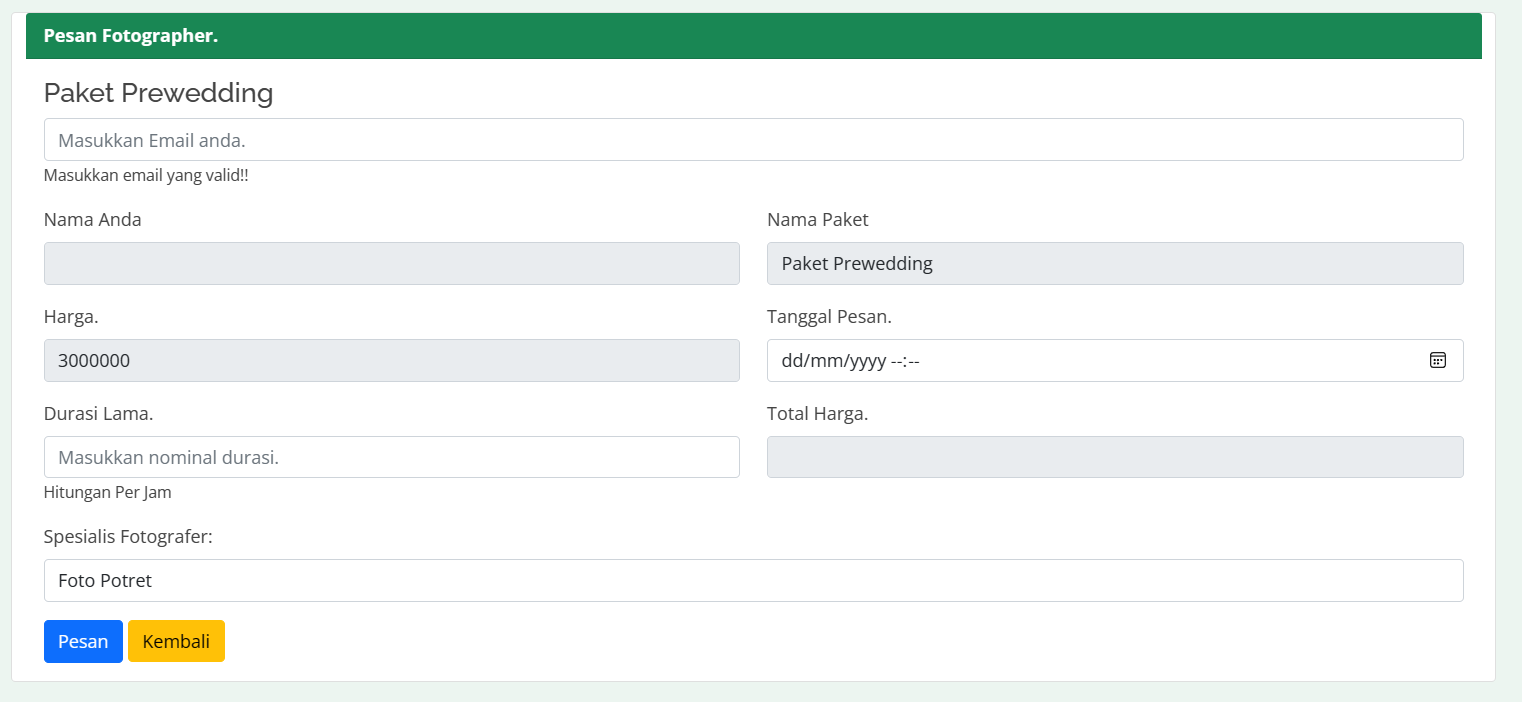 Pesan Fotographer.
Paket Prewedding
Masukkan Email anda.
Masukkan email yang valid!!
Nama Anda
Nama Paket
Paket Prewedding
Harga.
Tanggal Pesan.
3000000
dd/mm/yyyy --:--
Durasi Lama.
Total Harga.
Masukkan nominal durasi.
Hitungan Per Jam
Spesialis Fotografer:
Foto Potret
Pesan
Kembali